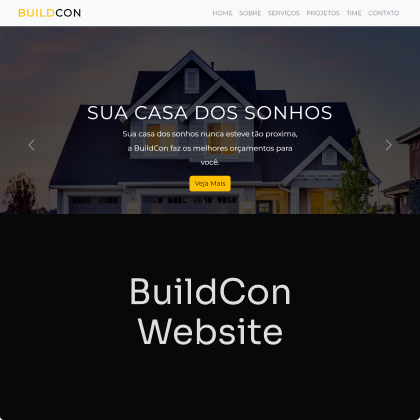 BUILDCON
HOME SOBRE SERVIÇOS PROJETOS TIME CONTATO
SUA CASA DOS SONHOS
Sua casa dos sonhos nunca esteve tão proxima,
a BuildCon faz os melhores orçamentos para
você.
Veja Mais
BuildCon
Website